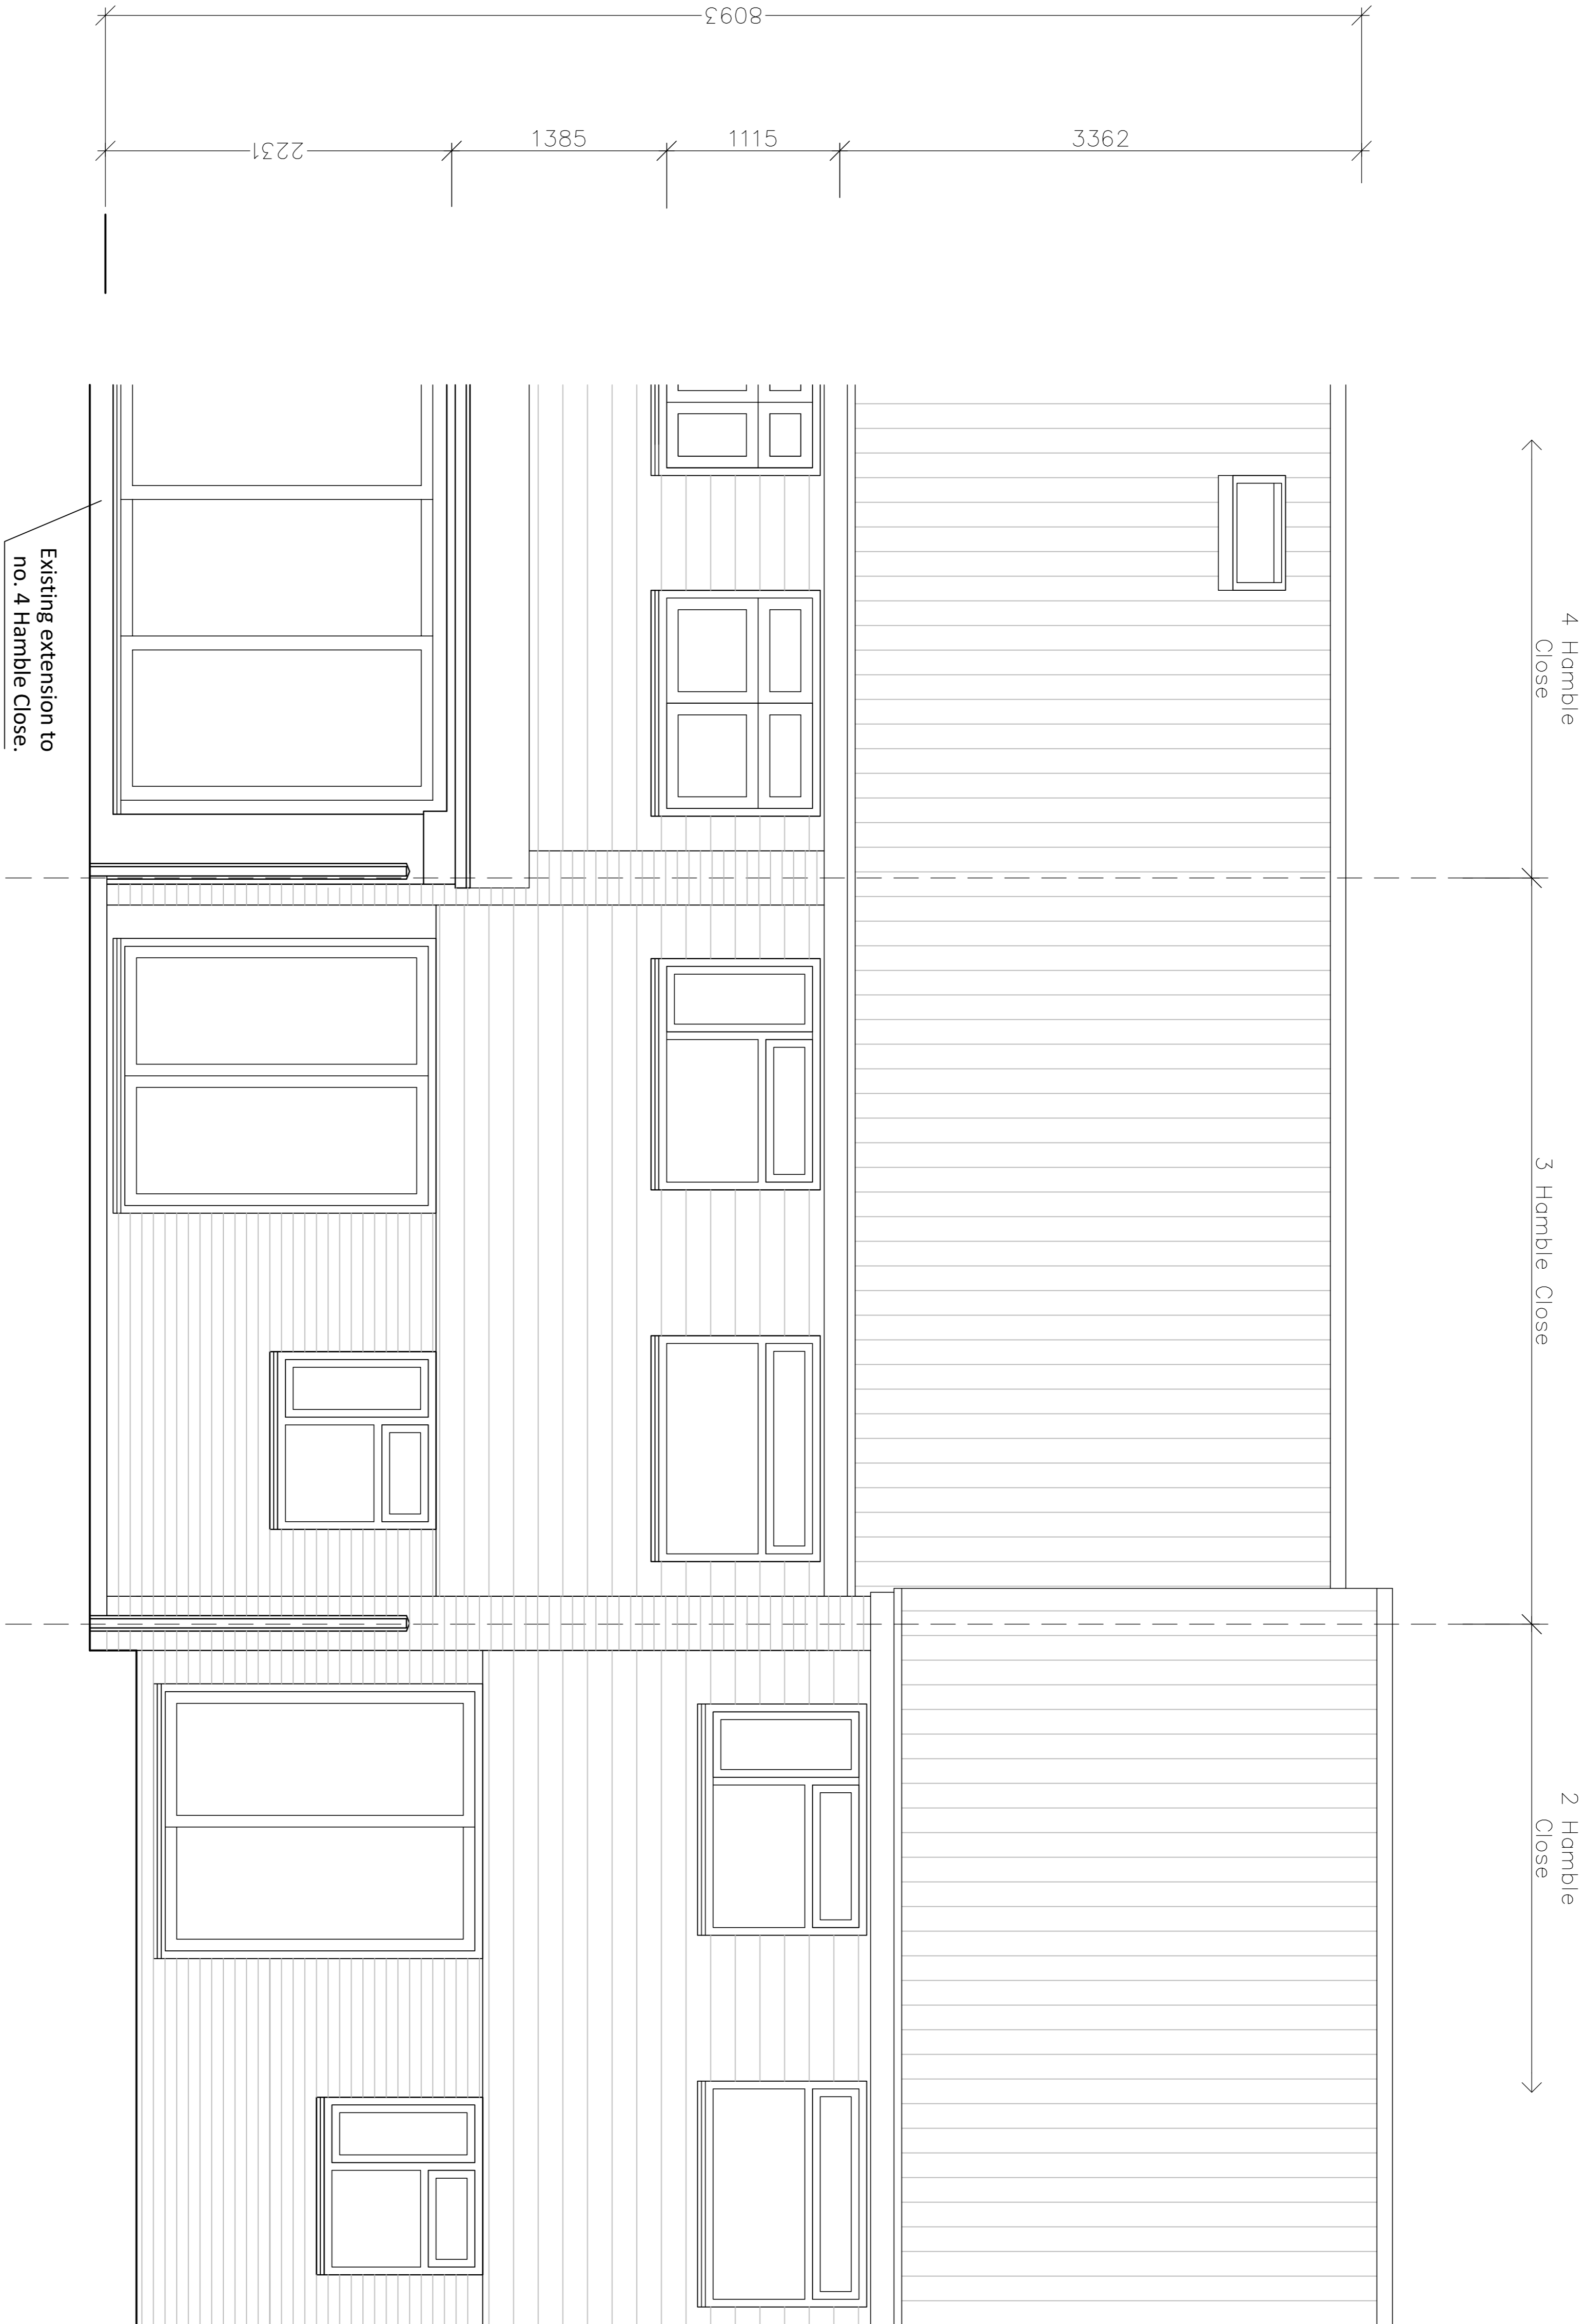 8093
2231
1385
1115
3362
4 Hamble
Close
3 Hamble Close
2 Hamble
Close
Existing extension to
no. 4 Hamble Close.